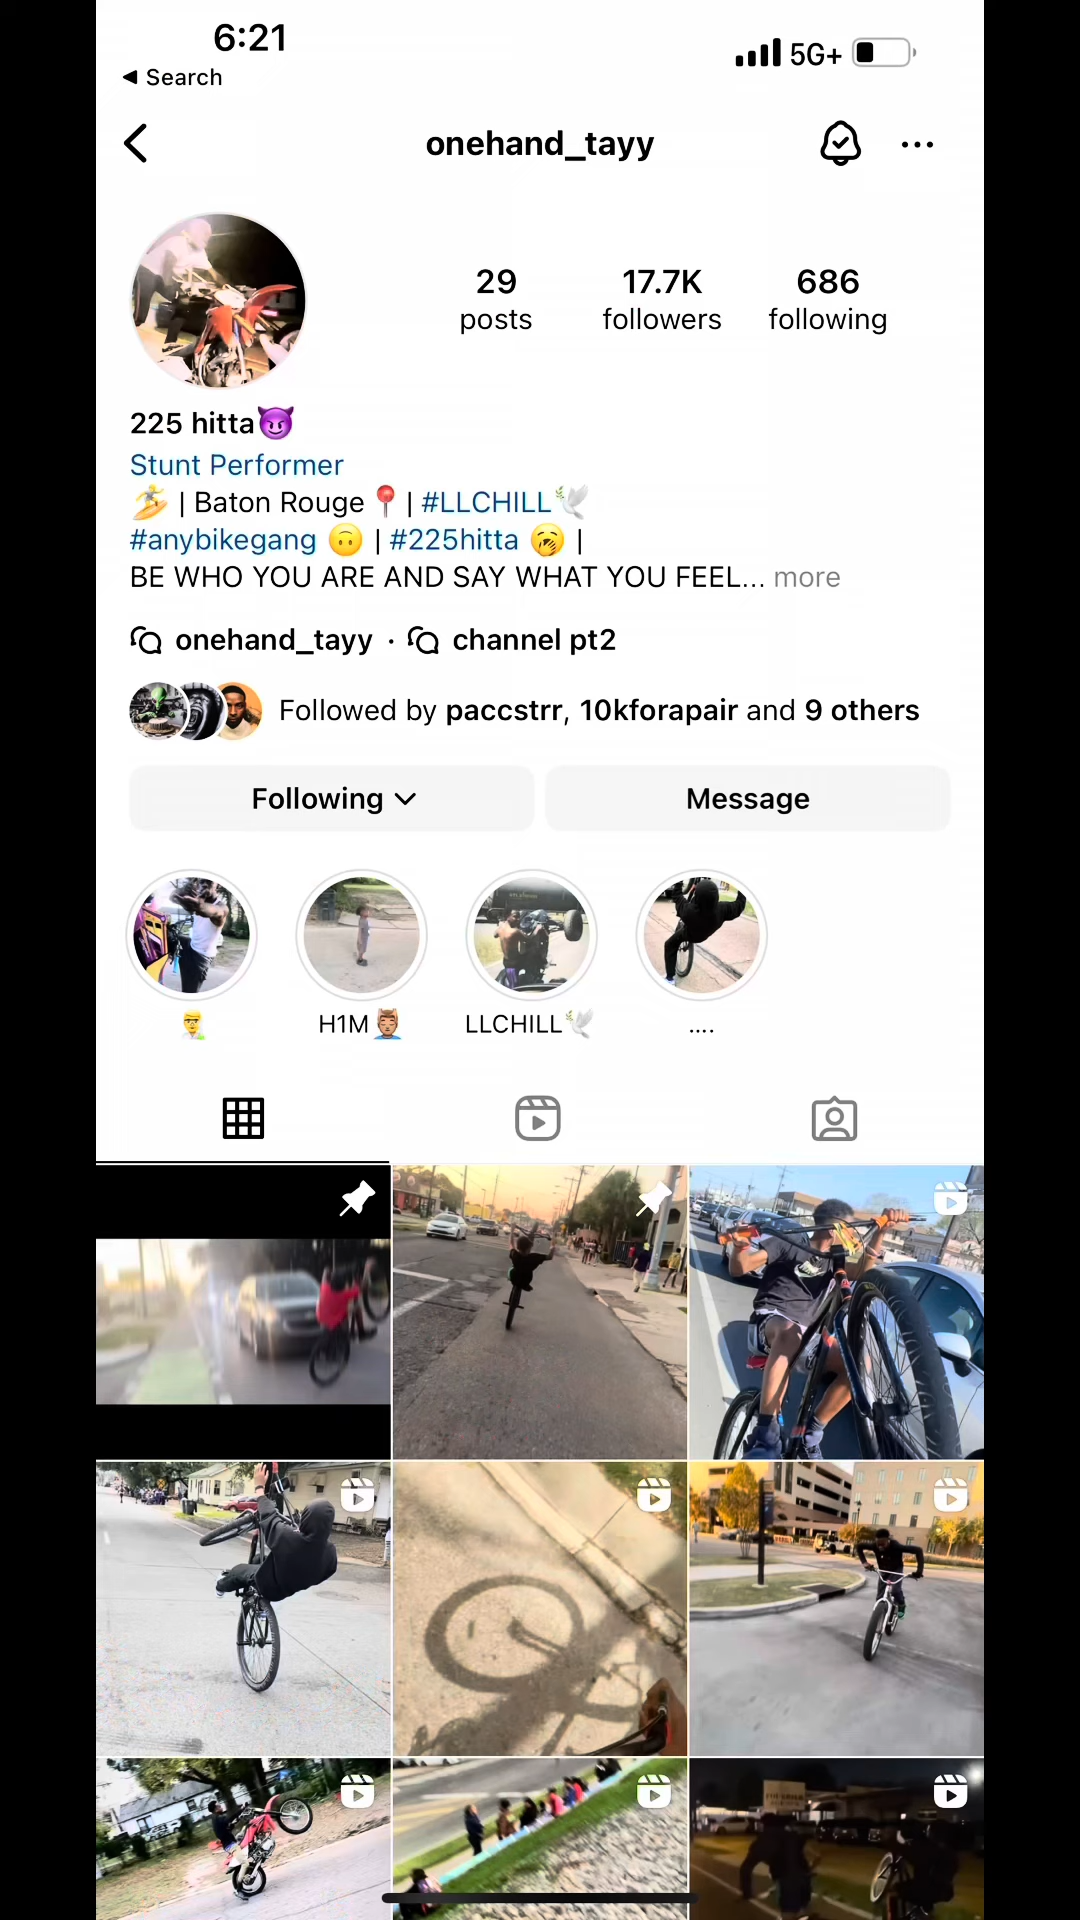 6:21
5G+
◀ Search
onehand_tayy
29
17.7K
686
posts
followers
following
225 hitta😈
Stunt Performer
🏄 | Baton Rouge📍 | #LLCHILL🕊️
#anybikegang 🙃 | #225hitta 🥱 |
BE WHO YOU ARE AND SAY WHAT YOU FEEL... more
onehand_tayy · channel pt2
Followed by paccstrr, 10kforapair and 9 others
Following
Message
H1M💆🏽‍♂️
LLCHILL🕊️
....